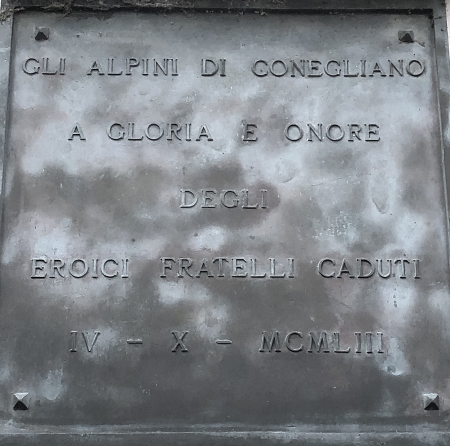 GLI ALPINI DI CONEGLIANO
A GLORIA E ONORE
DEGLI
EROICI FRATELLI CADUTI
IV - X - MCMLIII